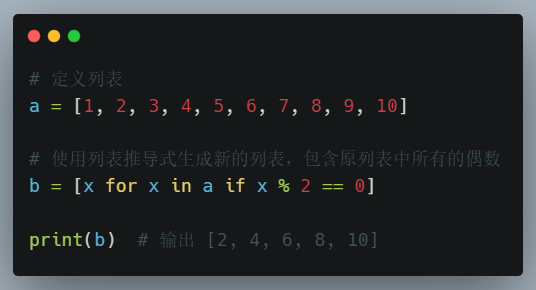 # 定义列表
a = [1, 2, 3, 4, 5, 6, 7, 8, 9, 10]
# 使用列表推导式生成新的列表，包含原列表中所有的偶数
b = [x for x in a if x % 2 == 0]
print(b)  # 输出 [2, 4, 6, 8, 10]